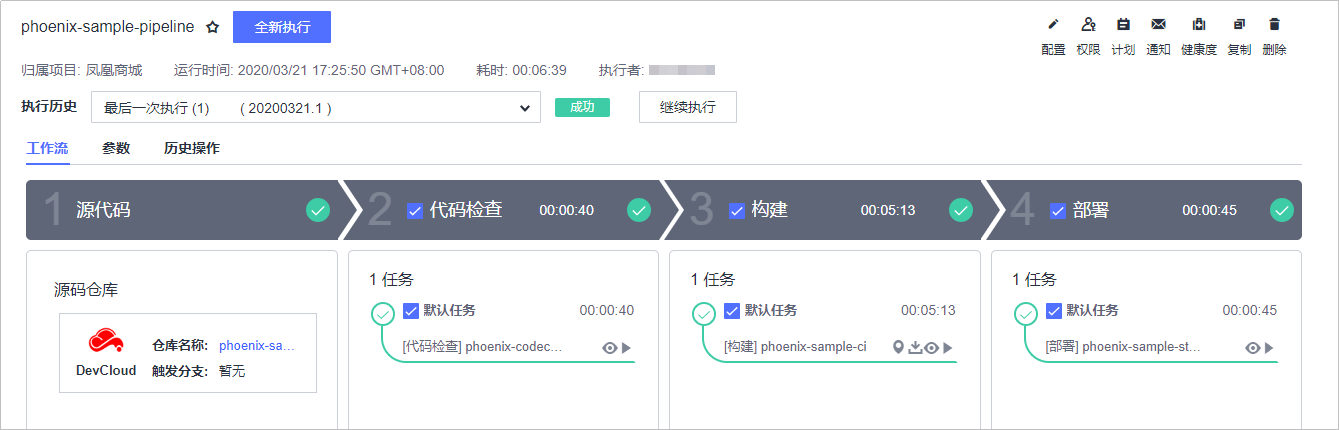 phoenix-sample-pipeline 全新执行
配置 权限 计划 通知 健康度 复制 删除
归属项目: 凤凰商城 运行时间: 2020/03/21 17:25:50 GMT+08:00 耗时: 00:06:39 执行者:
执行历史 最后一次执行 (1) ( 20200321.1 ) 成功 继续执行
工作流 参数 历史操作
1 源代码 2 代码检查 00:00:40 3 构建 00:05:13 4 部署 00:00:45
源码仓库
DevCloud
仓库名称: phoenix-sa...
触发分支: 暂无
1 任务
默认任务 00:00:40
[代码检查] phoenix-codec...
1 任务
默认任务 00:05:13
[构建] phoenix-sample-ci
1 任务
默认任务 00:00:45
[部署] phoenix-sample-st...